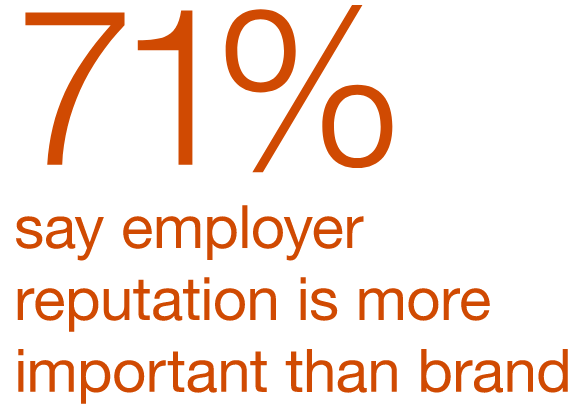 71%
say employer
reputation is more
important than brand